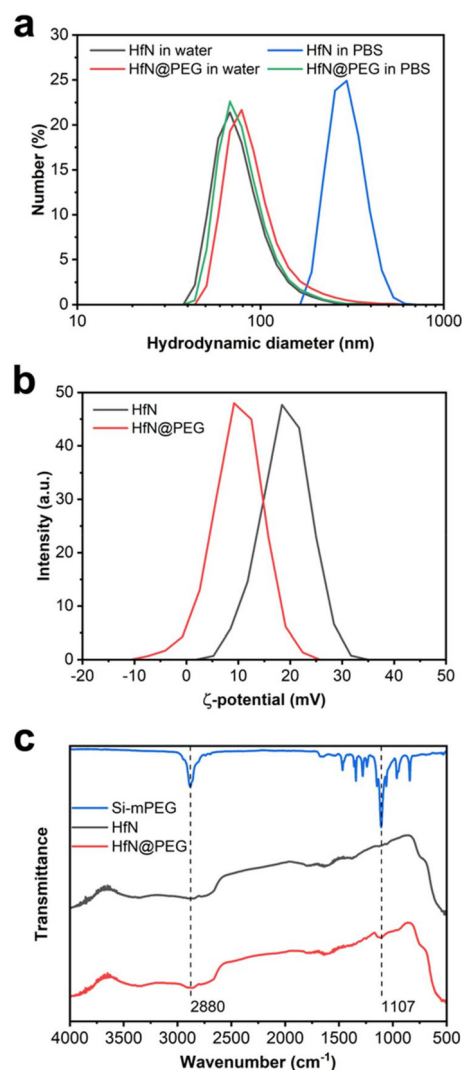 a
HfN in water HfN in PBS
HfN@PEG in water HfN@PEG in PBS
30
25
20
15
10
5
0
Number (%)
10 100 1000
Hydrodynamic diameter (nm)
b
HfN
HfN@PEG
50
40
30
20
10
0
Intensity (a.u.)
-20 -10 0 10 20 30 40 50
ζ-potential (mV)
c
Si-mPEG
HfN
HfN@PEG
Transmittance
2880 1107
4000 3500 3000 2500 2000 1500 1000 500
Wavenumber (cm⁻¹)